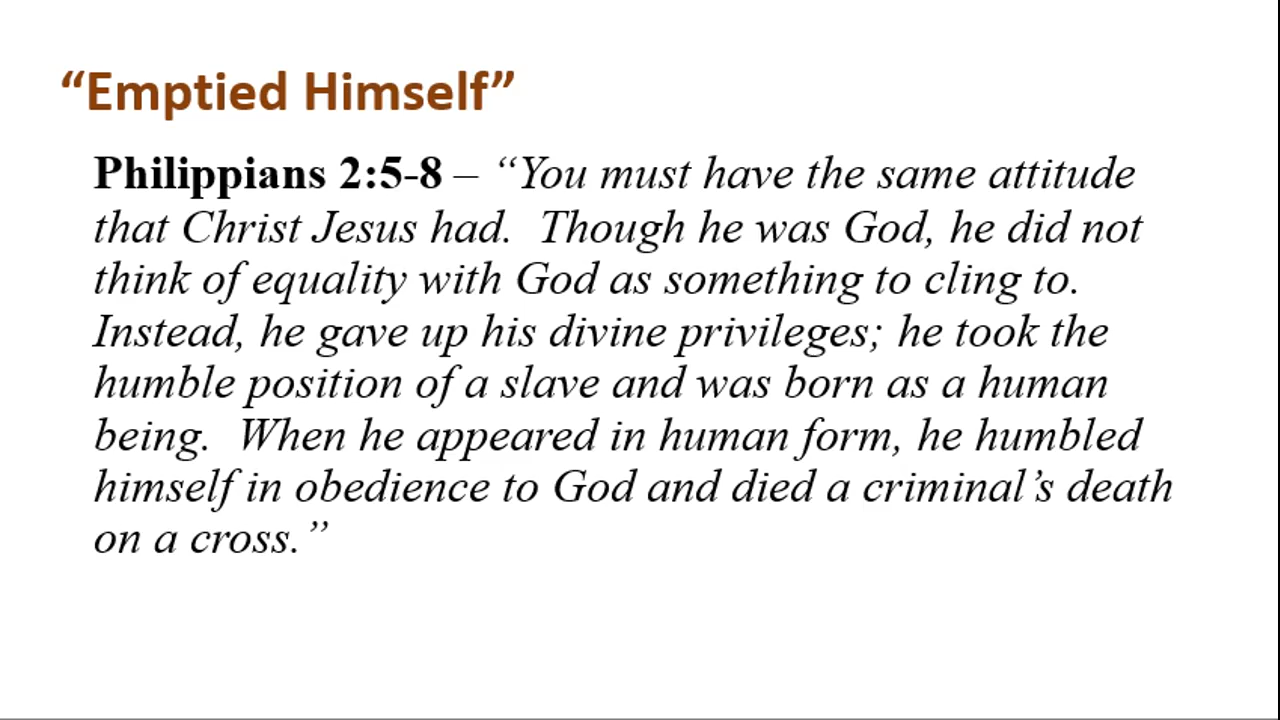 “Emptied Himself”
Philippians 2:5-8 – “You must have the same attitude
that Christ Jesus had.  Though he was God, he did not
think of equality with God as something to cling to.
Instead, he gave up his divine privileges; he took the
humble position of a slave and was born as a human
being.  When he appeared in human form, he humbled
himself in obedience to God and died a criminal’s death
on a cross.”